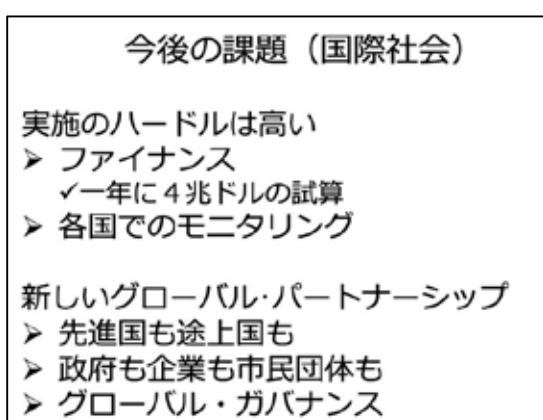 今後の課題（国際社会）
実施のハードルは高い
➢ ファイナンス
✓一年に４兆ドルの試算
➢ 各国でのモニタリング
新しいグローバル・パートナーシップ
➢ 先進国も途上国も
➢ 政府も企業も市民団体も
➢ グローバル・ガバナンス